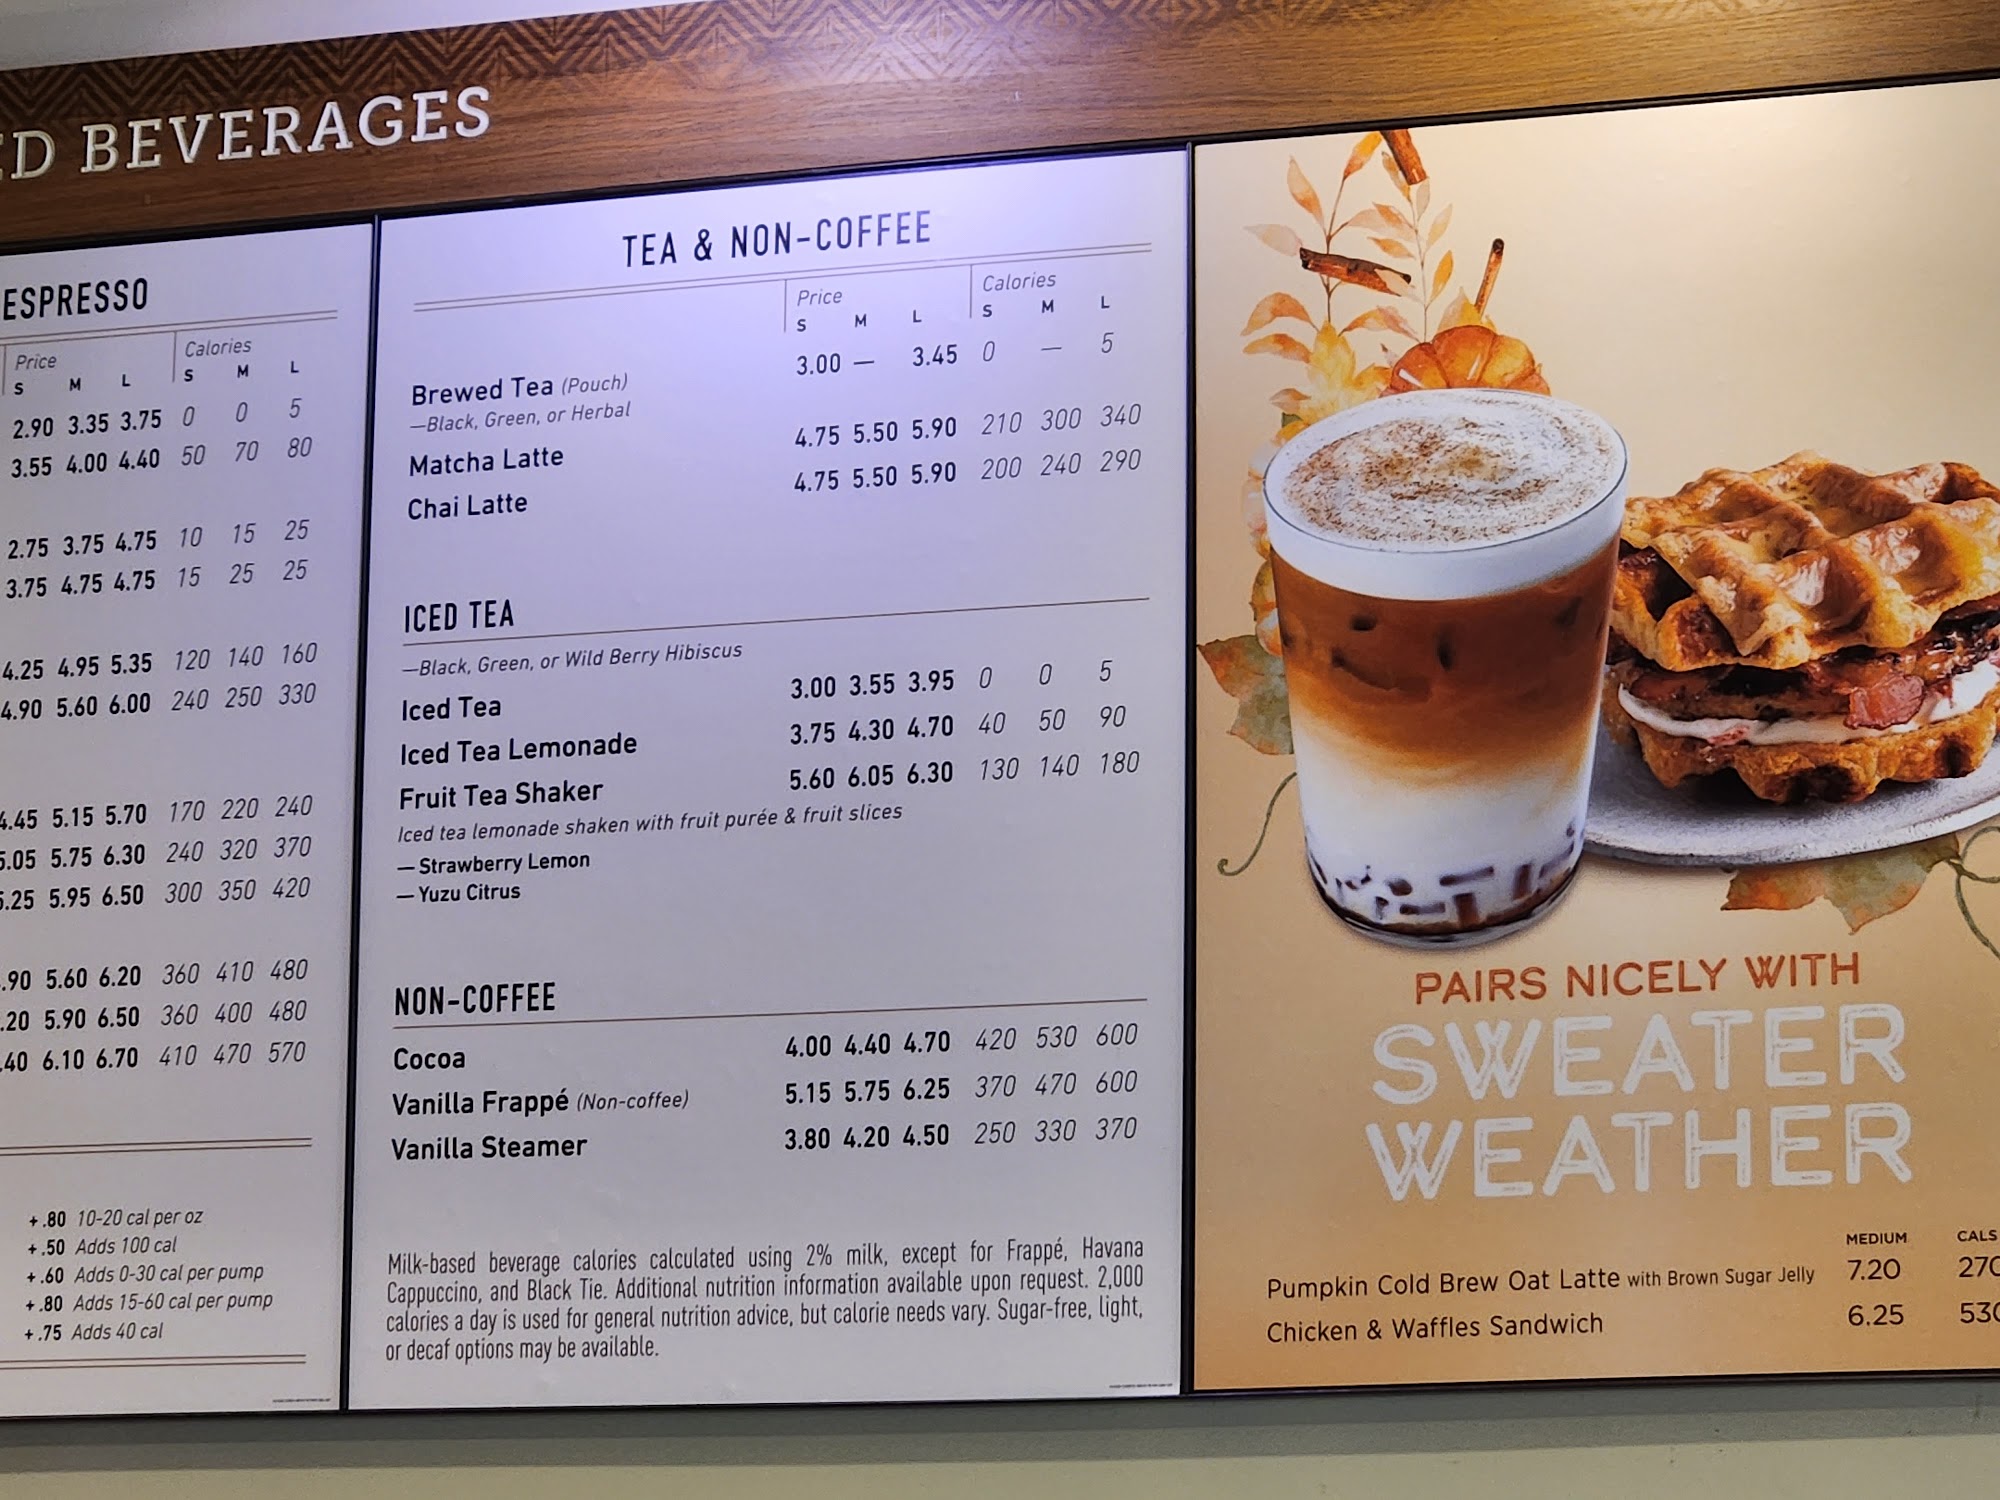 ED BEVERAGES
ESPRESSO
Price Calories
S M L S M L
2.90 3.35 3.75 0 0 5
3.55 4.00 4.40 50 70 80
2.75 3.75 4.75 10 15 25
3.75 4.75 4.75 15 25 25
4.25 4.95 5.35 120 140 160
4.90 5.60 6.00 240 250 330
4.45 5.15 5.70 170 220 240
5.05 5.75 6.30 240 320 370
5.25 5.95 6.50 300 350 420
.90 5.60 6.20 360 410 480
.20 5.90 6.50 360 400 480
.40 6.10 6.70 410 470 570
+.80 10-20 cal per oz
+.50 Adds 100 cal
+.60 Adds 0-30 cal per pump
+.80 Adds 15-60 cal per pump
+.75 Adds 40 cal
TEA & NON-COFFEE
Price Calories
S M L S M L
Brewed Tea (Pouch) 3.00 — 3.45 0 — 5
—Black, Green, or Herbal
Matcha Latte 4.75 5.50 5.90 210 300 340
Chai Latte 4.75 5.50 5.90 200 240 290
ICED TEA
—Black, Green, or Wild Berry Hibiscus
Iced Tea 3.00 3.55 3.95 0 0 5
Iced Tea Lemonade 3.75 4.30 4.70 40 50 90
Fruit Tea Shaker 5.60 6.05 6.30 130 140 180
Iced tea lemonade shaken with fruit purée & fruit slices
— Strawberry Lemon
— Yuzu Citrus
NON-COFFEE
Cocoa 4.00 4.40 4.70 420 530 600
Vanilla Frappé (Non-coffee) 5.15 5.75 6.25 370 470 600
Vanilla Steamer 3.80 4.20 4.50 250 330 370
Milk-based beverage calories calculated using 2% milk, except for Frappé, Havana
Cappuccino, and Black Tie. Additional nutrition information available upon request. 2,000
calories a day is used for general nutrition advice, but calorie needs vary. Sugar-free, light,
or decaf options may be available.
PAIRS NICELY WITH
SWEATER
WEATHER
MEDIUM CALS
Pumpkin Cold Brew Oat Latte with Brown Sugar Jelly 7.20 270
Chicken & Waffles Sandwich 6.25 530